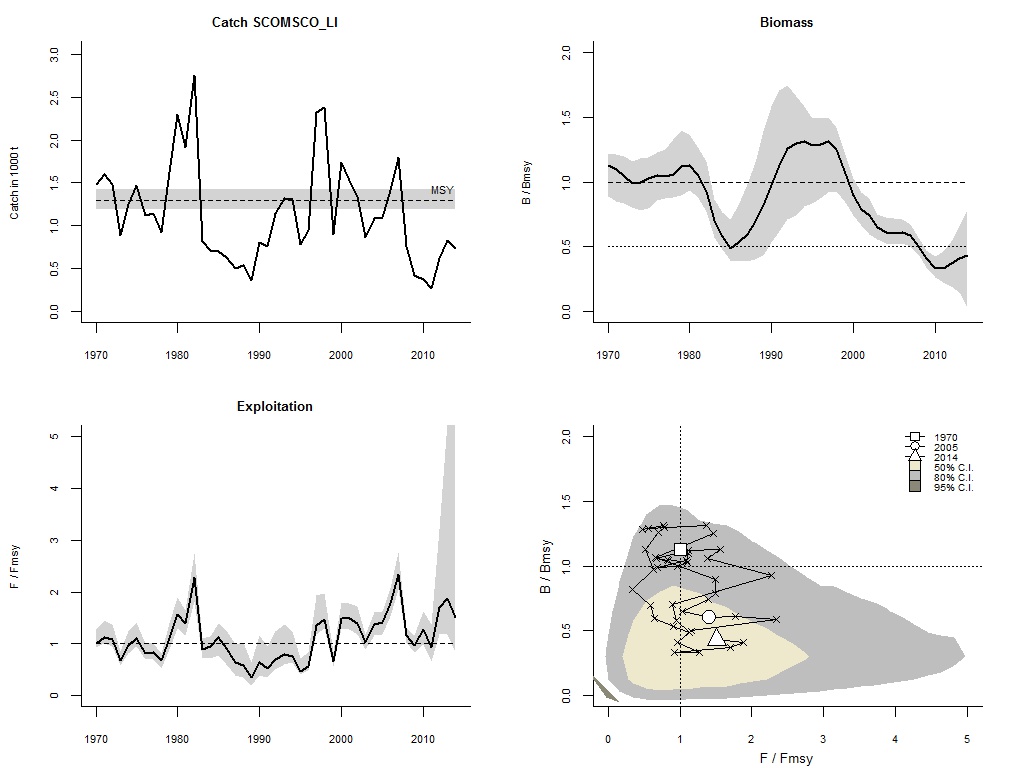 Catch SCOMSCO_LI
Catch in 1000 t
3.0
2.5
2.0
1.5
1.0
0.5
0.0
MSY
1970 1980 1990 2000 2010
Biomass
B / Bmsy
2.0
1.5
1.0
0.5
0.0
1970 1980 1990 2000 2010
Exploitation
F / Fmsy
5
4
3
2
1
0
1970 1980 1990 2000 2010
B / Bmsy
2.0
1.5
1.0
0.5
0.0
1970
2005
2014
50% C.I.
80% C.I.
95% C.I.
0 1 2 3 4 5
F / Fmsy